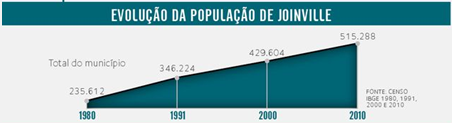 EVOLUÇÃO DA POPULAÇÃO DE JOINVILLE
515.288
429.604
346.224
Total do município
235.612
FONTE. CENSO
IBGE 1980, 1991,
2000 E 2010
1980 1991 2000 2010